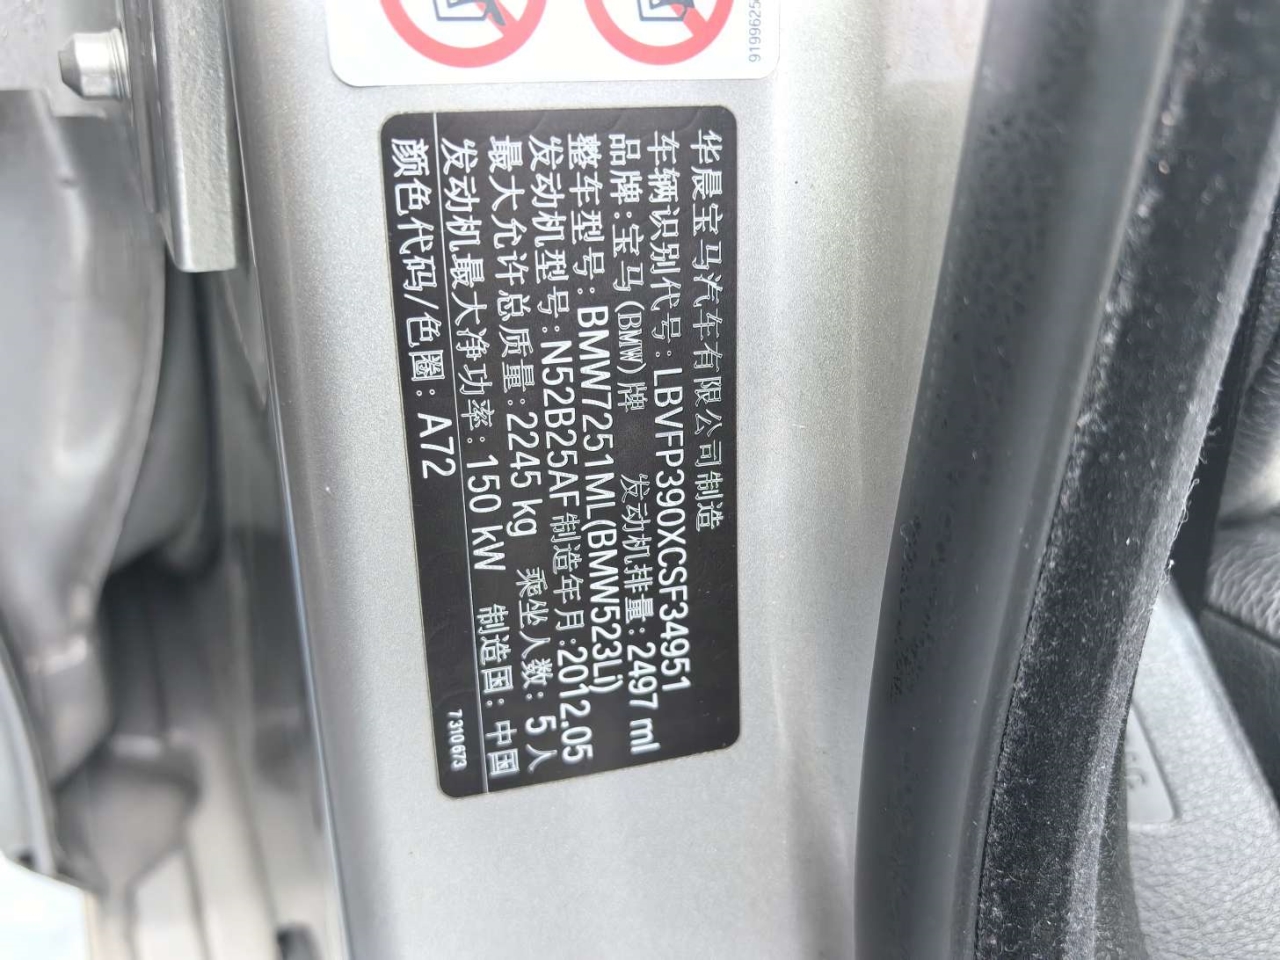 9199625
华晨宝马汽车有限公司制造
车辆识别代号:LBVFP390XCSF34951
品牌:宝马(BMW)牌 发动机排量:2497 ml
整车型号:BMW7251ML(BMW523Li)
发动机型号:N52B25AF 制造年月:2012.05
最大允许总质量:2245 kg 乘坐人数:5人
发动机最大净功率:150 kW 制造国:中国
颜色代码/色圈:A72 7310673